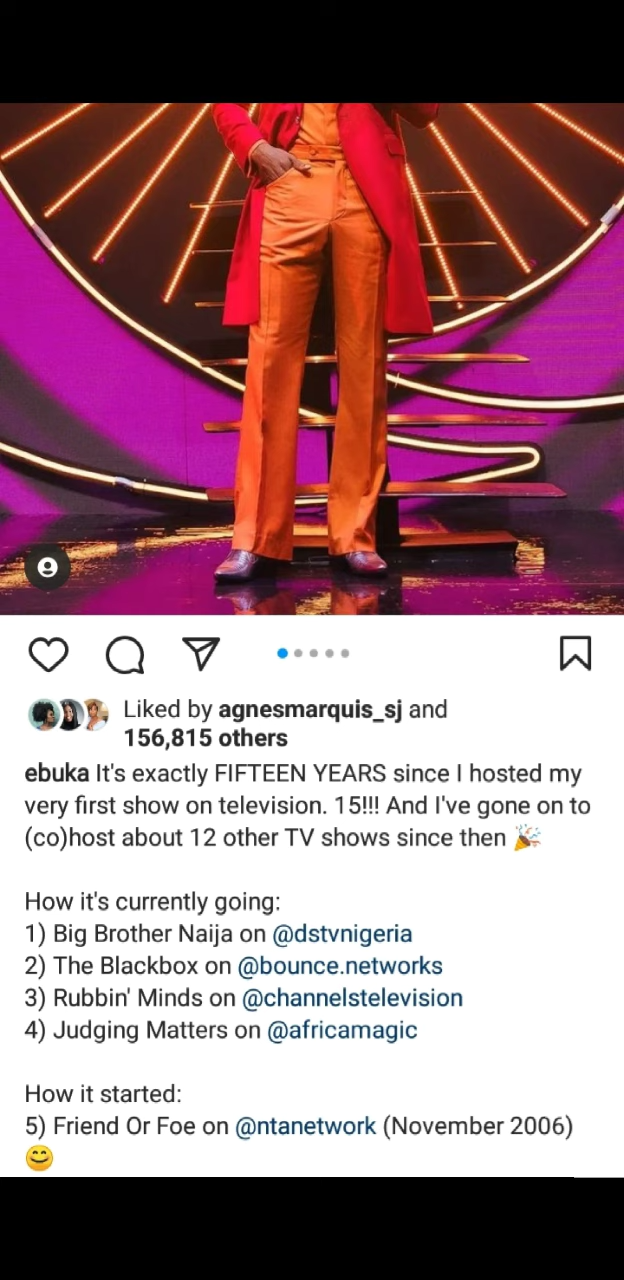 Liked by agnesmarquis_sj and
156,815 others
ebuka It's exactly FIFTEEN YEARS since I hosted my
very first show on television. 15!!! And I've gone on to
(co)host about 12 other TV shows since then 🎉
How it's currently going:
1) Big Brother Naija on @dstvnigeria
2) The Blackbox on @bounce.networks
3) Rubbin' Minds on @channelstelevision
4) Judging Matters on @africamagic
How it started:
5) Friend Or Foe on @ntanetwork (November 2006)
😊